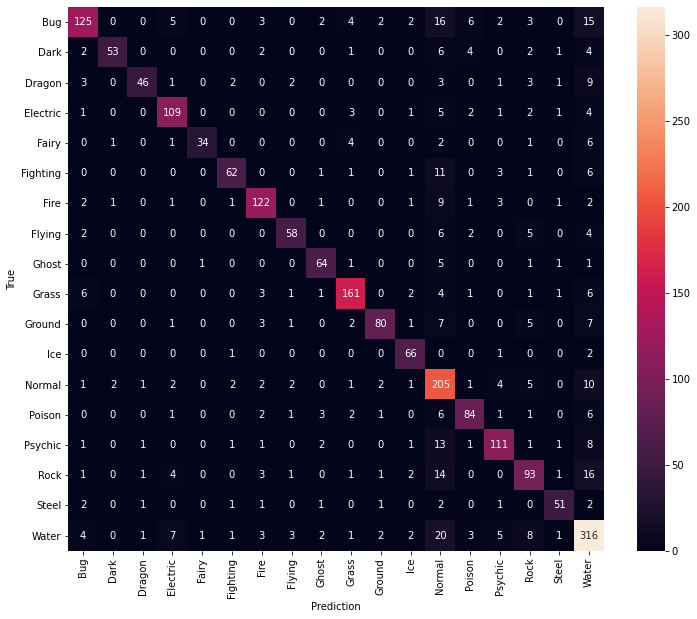 Bug 125 0 0 5 0 0 3 0 2 4 2 2 16 6 2 3 0 15
Dark 2 53 0 0 0 0 2 0 0 1 0 0 4 4 0 2 1 4
Dragon 3 0 46 1 0 2 0 2 0 0 0 0 3 0 1 3 1 9
Electric 1 0 0 109 0 0 0 0 0 3 0 1 5 2 1 2 1 4
Fairy 0 1 0 1 34 0 0 0 0 4 0 0 2 0 0 1 0 6
Fighting 0 0 0 0 0 62 0 0 1 1 0 1 11 0 3 1 0 6
Fire 2 1 0 1 0 1 122 0 1 0 0 1 9 1 3 0 1 2
Flying 2 0 0 0 0 0 0 58 0 0 0 0 6 2 0 5 0 4
Ghost 0 0 0 0 1 0 0 0 64 1 0 0 5 0 0 1 1 1
Grass 6 0 0 0 0 0 3 1 1 161 0 2 4 1 0 1 1 6
Ground 0 0 0 1 0 0 3 1 0 2 80 1 7 0 0 5 0 7
Ice 0 0 0 0 0 1 0 0 0 0 0 66 0 0 1 0 0 2
Normal 1 2 1 2 0 2 2 2 0 1 2 1 205 1 4 5 0 10
Poison 0 0 0 1 0 0 2 1 3 2 1 0 6 84 1 1 0 6
Psychic 1 0 1 0 0 1 1 0 2 0 0 1 13 1 111 1 1 8
Rock 1 0 1 4 0 0 3 1 0 1 1 2 14 0 0 93 1 16
Steel 2 0 1 0 0 1 1 0 1 0 1 0 2 0 1 0 51 2
Water 4 0 1 7 1 1 3 3 2 1 2 2 20 3 5 8 1 316
Bug Dark Dragon Electric Fairy Fighting Fire Flying Ghost Grass Ground Ice Normal Poison Psychic Rock Steel Water
Prediction
True
300
250
200
150
100
50
0